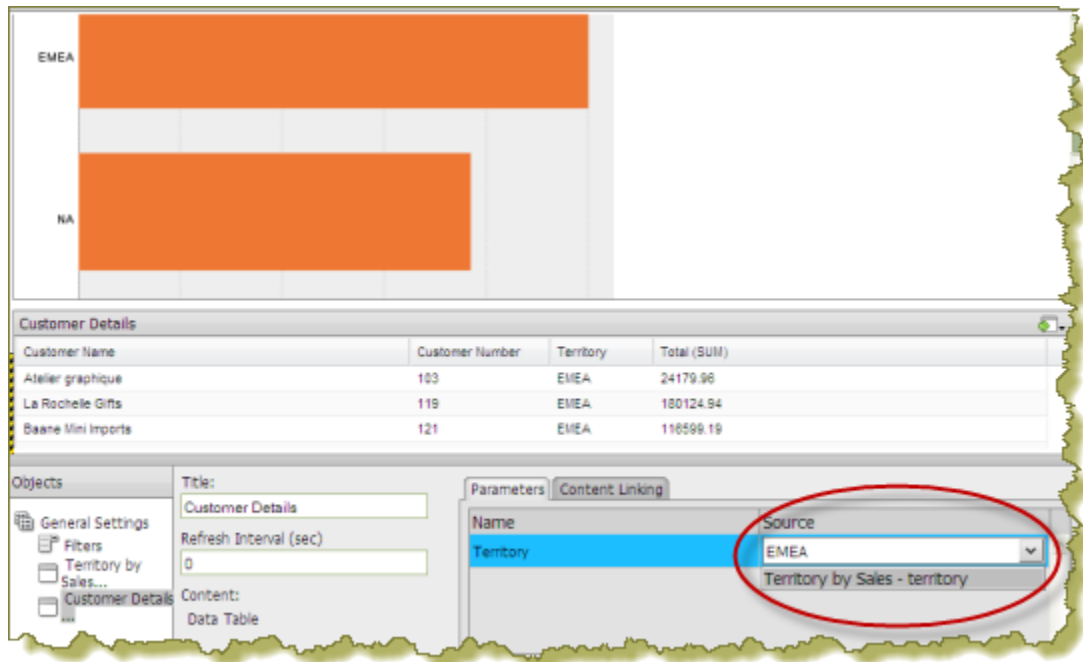 EMEA
NA
Customer Details
Customer Name Customer Number Territory Total (SUM)
Atelier graphique 103 EMEA 24179.96
La Rochelle Gifts 119 EMEA 180124.94
Baane Mini Imports 121 EMEA 116599.19
Objects
General Settings
Filters
Territory by
Sales...
Customer Details
...
Title:
Customer Details
Refresh Interval (sec)
0
Content:
Data Table
Parameters Content Linking
Name Source
Territory EMEA
Territory by Sales - territory